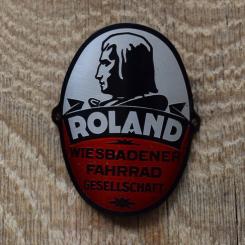 ROLAND
WIESBADENER
FAHRRAD
GESELLSCHAFT